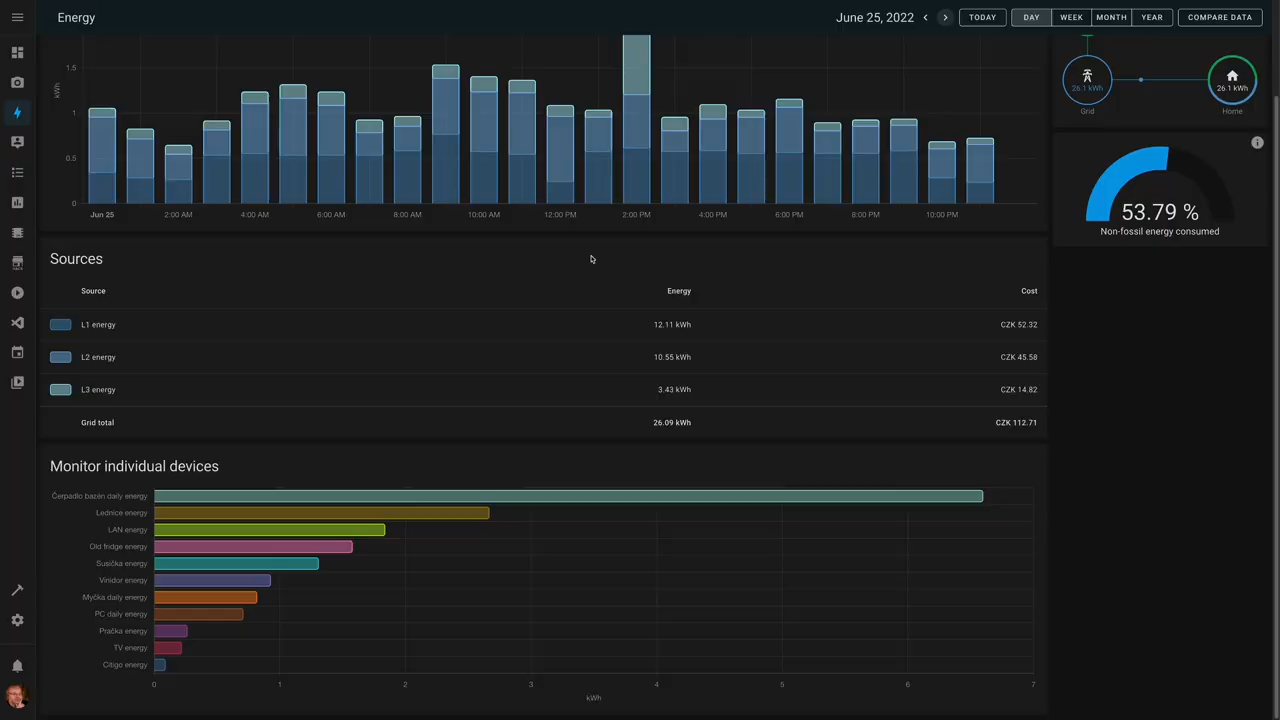 Energy
June 25, 2022
TODAY
DAY
WEEK
MONTH
YEAR
COMPARE DATA
kWh
1.5
1
0.5
0
Jun 25
2:00 AM
4:00 AM
6:00 AM
8:00 AM
10:00 AM
12:00 PM
2:00 PM
4:00 PM
6:00 PM
8:00 PM
10:00 PM
26.1 kWh
26.1 kWh
Grid
Home
53.79 %
Non-fossil energy consumed
Sources
Source Energy Cost
L1 energy 12.11 kWh CZK 52.32
L2 energy 10.55 kWh CZK 45.58
L3 energy 3.43 kWh CZK 14.82
Grid total 26.09 kWh CZK 112.71
Monitor individual devices
Čerpadlo bazén daily energy
Lednice energy
LAN energy
Old fridge energy
Susička energy
Vinidor energy
Myčka daily energy
PC daily energy
Pračka energy
TV energy
Citigo energy
0 1 2 3 4 5 6 7
kWh